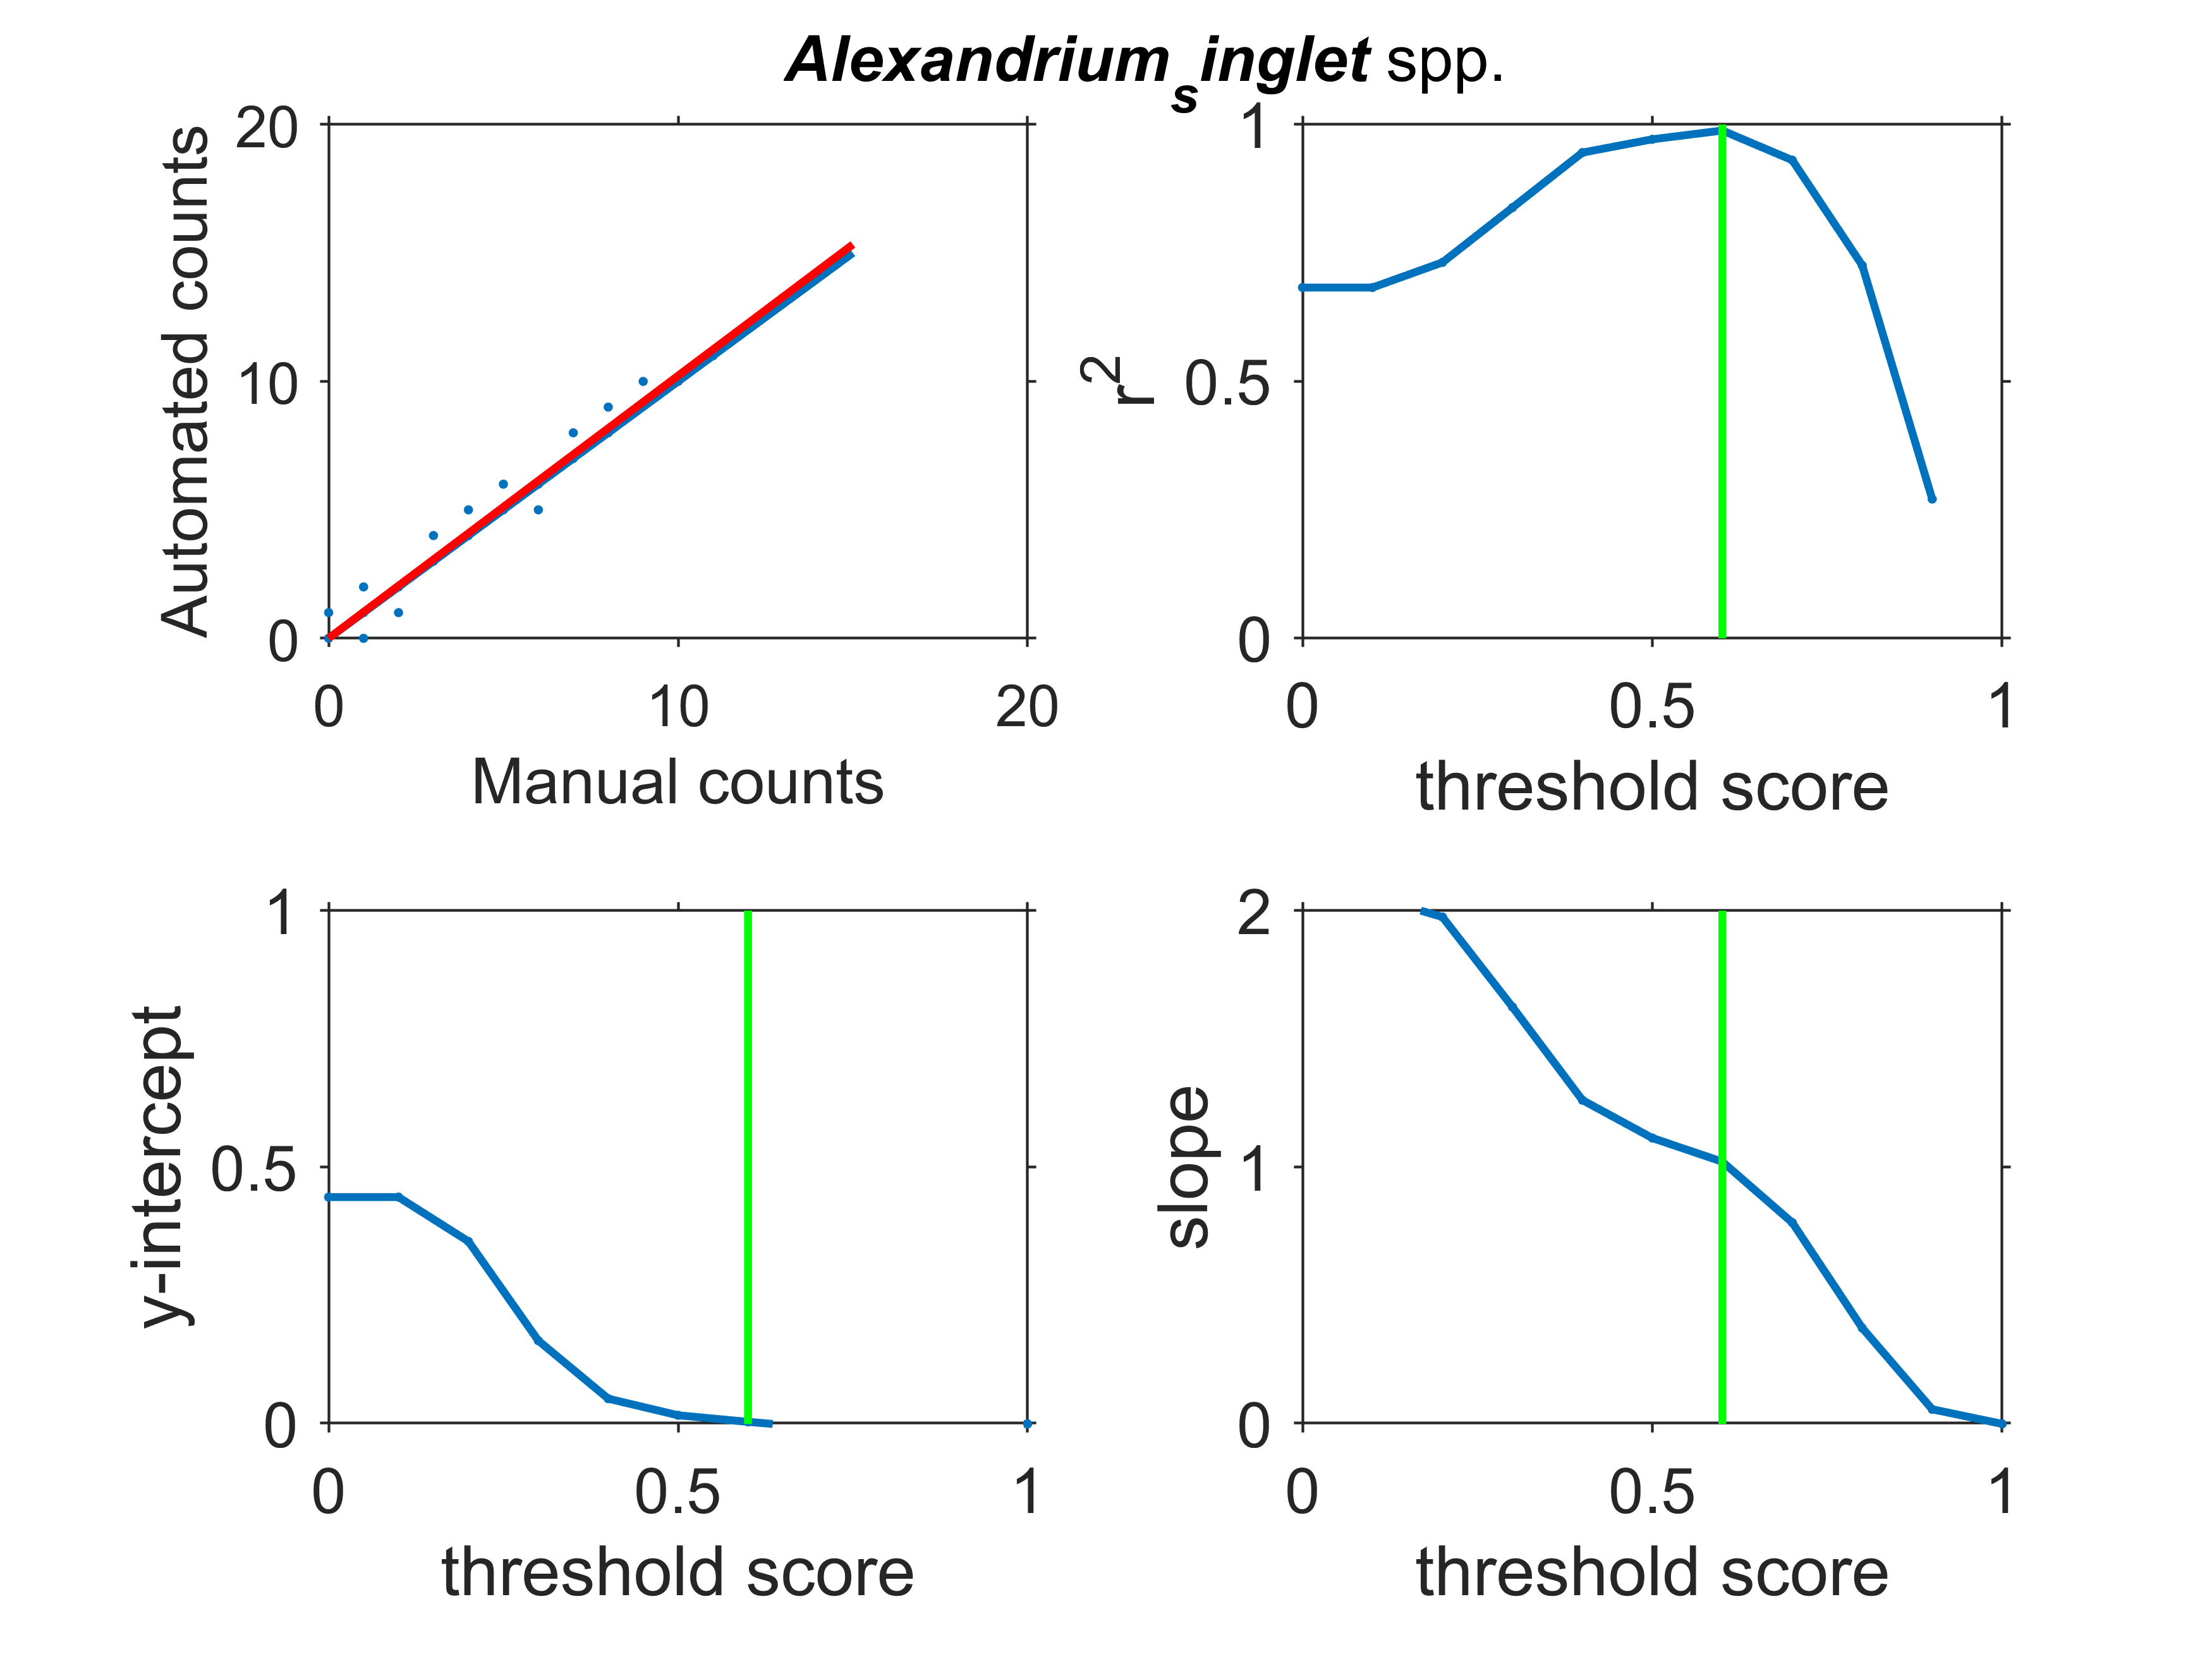 Alexandrium_singlet spp.
Automated counts
20
10
0
0 10 20
Manual counts
r²
1
0.5
0
0 0.5 1
threshold score
y-intercept
1
0.5
0
0 0.5 1
threshold score
slope
2
1
0
0 0.5 1
threshold score